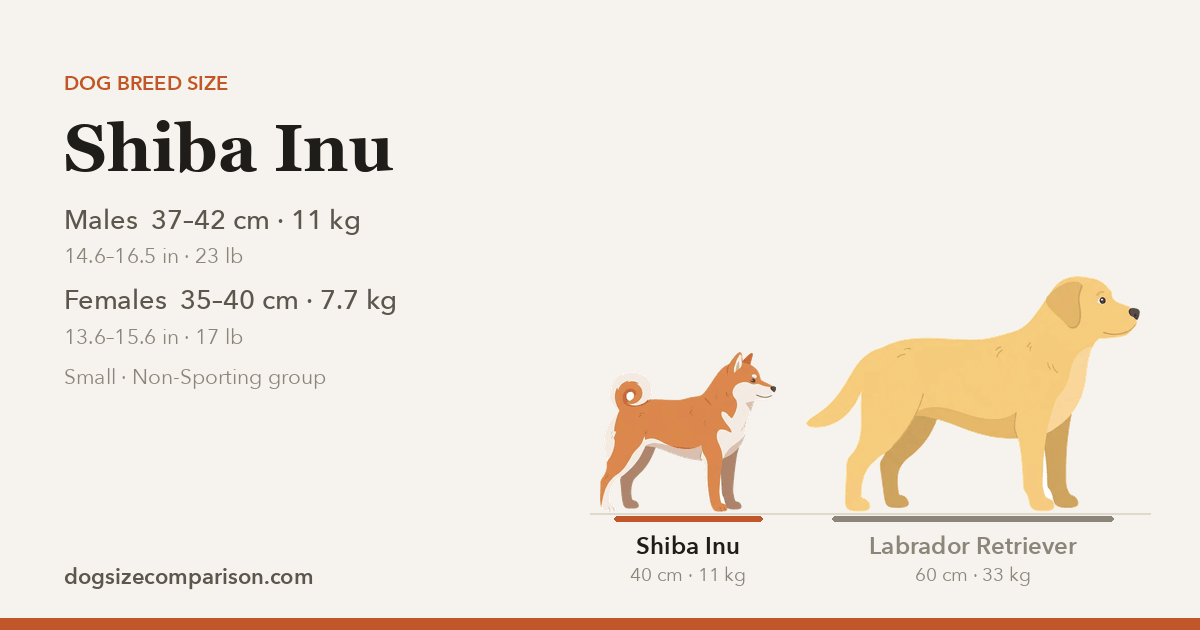 DOG BREED SIZE
Shiba Inu
Males 37–42 cm · 11 kg
14.6–16.5 in · 23 lb
Females 35–40 cm · 7.7 kg
13.6–15.6 in · 17 lb
Small · Non-Sporting group
Shiba Inu
40 cm · 11 kg
Labrador Retriever
60 cm · 33 kg
dogsizecomparison.com